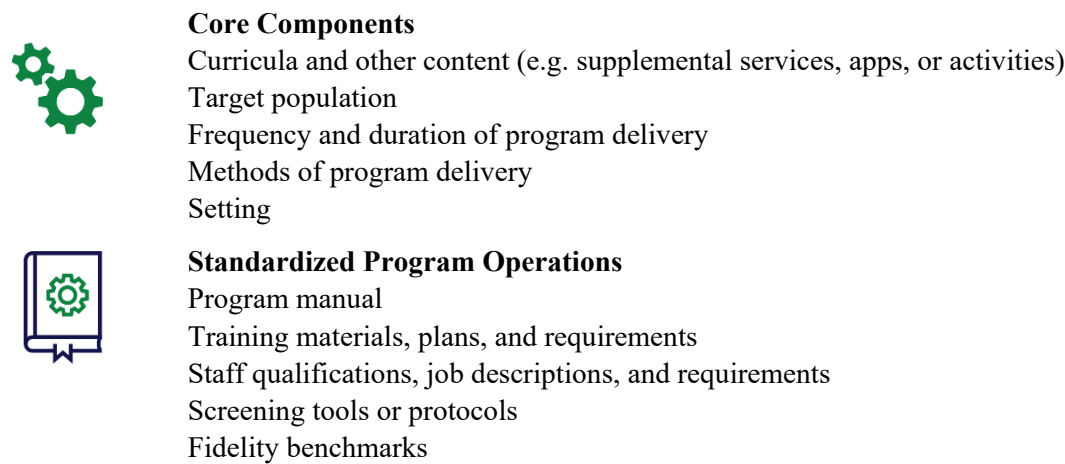 Core Components
Curricula and other content (e.g. supplemental services, apps, or activities)
Target population
Frequency and duration of program delivery
Methods of program delivery
Setting
Standardized Program Operations
Program manual
Training materials, plans, and requirements
Staff qualifications, job descriptions, and requirements
Screening tools or protocols
Fidelity benchmarks